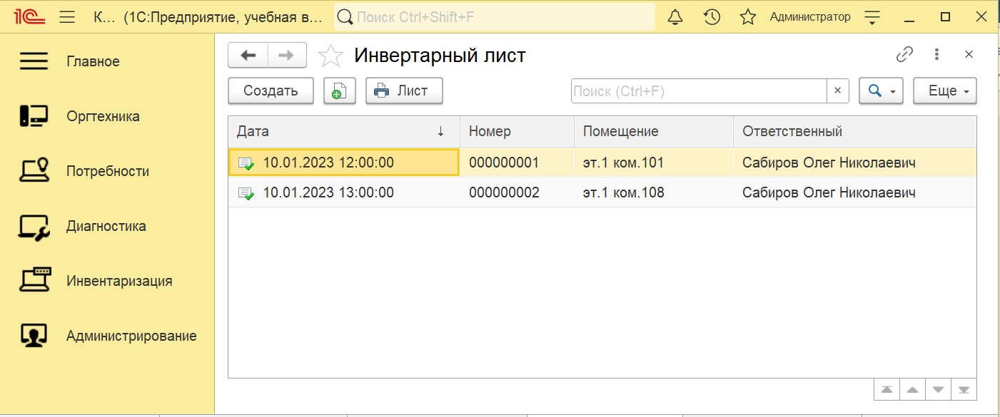 1С К... (1С:Предприятие, учебная в... Поиск Ctrl+Shift+F Администратор
Главное
Оргтехника
Потребности
Диагностика
Инвентаризация
Администрирование
Инвертарный лист
Создать Лист Поиск (Ctrl+F) × Еще
Дата ↓ Номер Помещение Ответственный
10.01.2023 12:00:00 000000001 эт.1 ком.101 Сабиров Олег Николаевич
10.01.2023 13:00:00 000000002 эт.1 ком.108 Сабиров Олег Николаевич